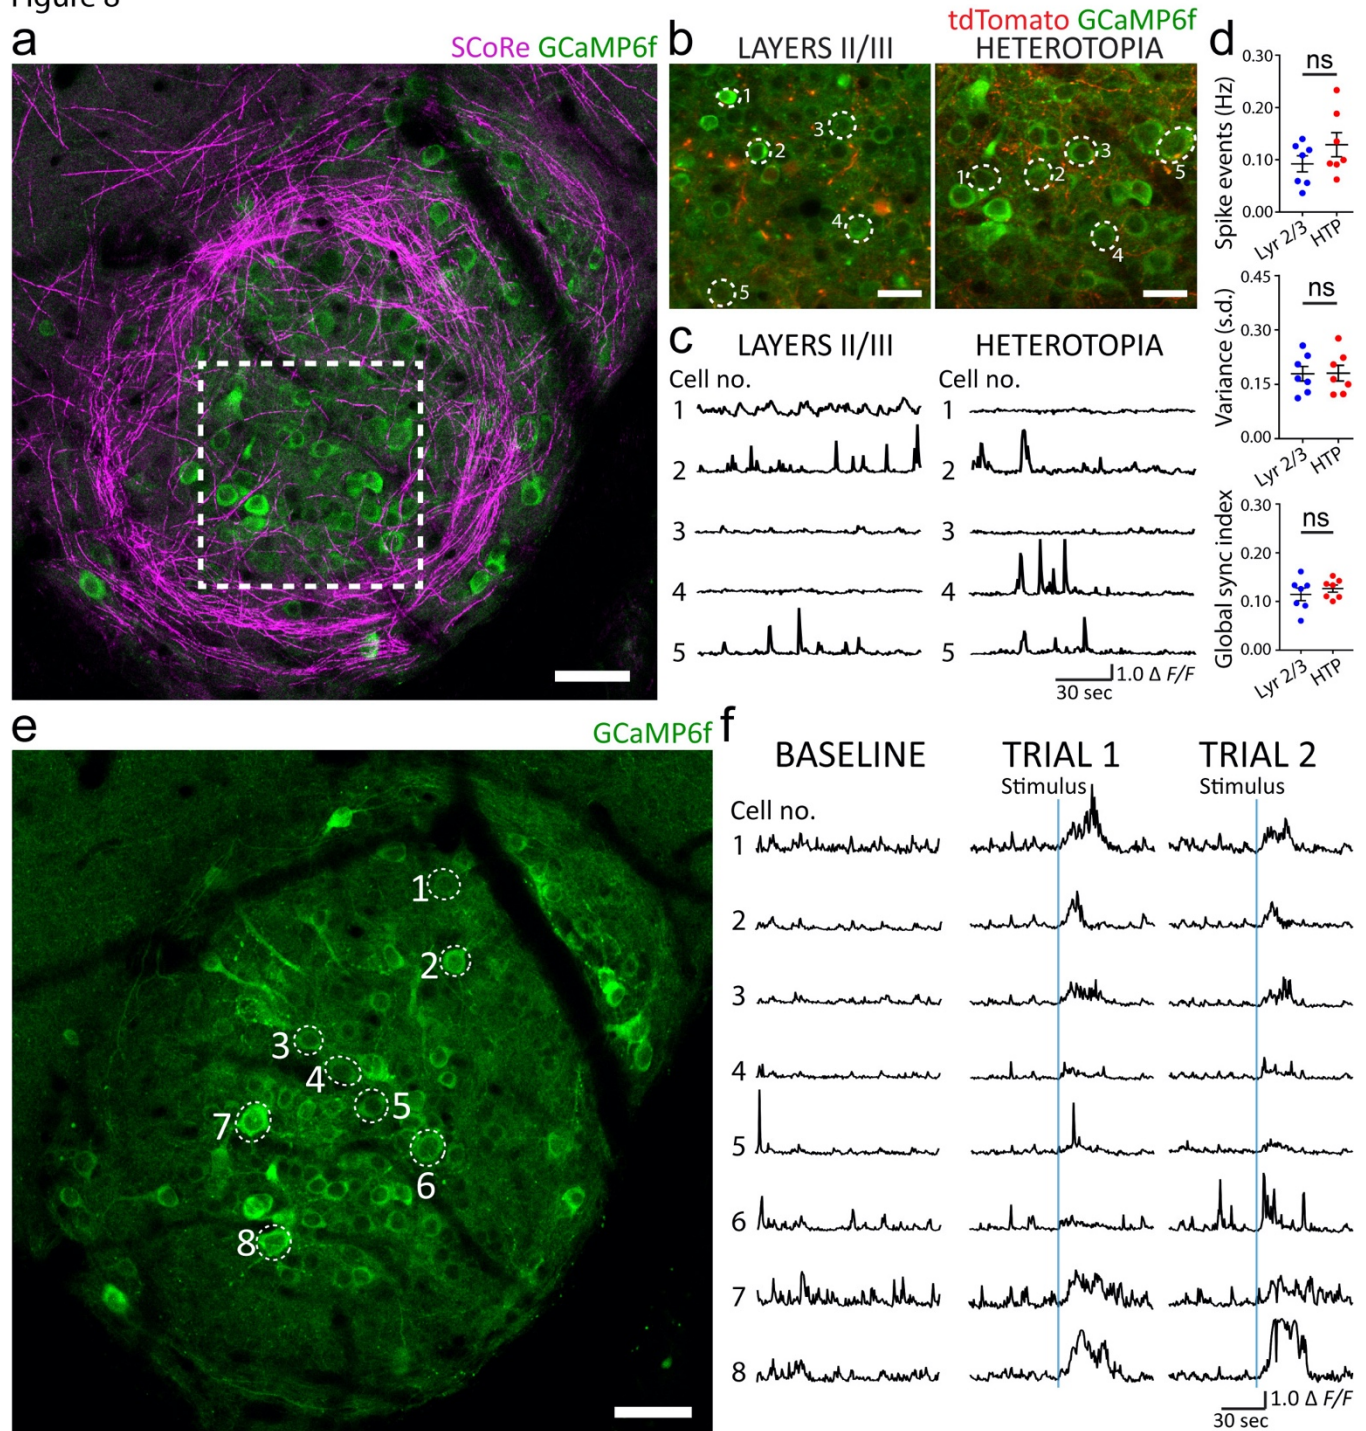 Figure 8
a
SCoRe GCaMP6f
b
tdTomato GCaMP6f
LAYERS II/III
HETEROTOPIA
1
2
3
4
5
1
2
3
4
5
c
LAYERS II/III
HETEROTOPIA
Cell no.
Cell no.
1
2
3
4
5
1
2
3
4
5
1.0 Δ F/F
30 sec
d
Spike events (Hz)
0.30
0.20
0.10
0.00
ns
Lyr 2/3
HTP
Variance (s.d.)
0.45
0.30
0.15
0.00
ns
Lyr 2/3
HTP
Global sync index
0.30
0.20
0.10
0.00
ns
Lyr 2/3
HTP
e
GCaMP6f
1
2
3
4
5
6
7
8
f
BASELINE
TRIAL 1
TRIAL 2
Stimulus
Stimulus
Cell no.
1
2
3
4
5
6
7
8
1.0 Δ F/F
30 sec